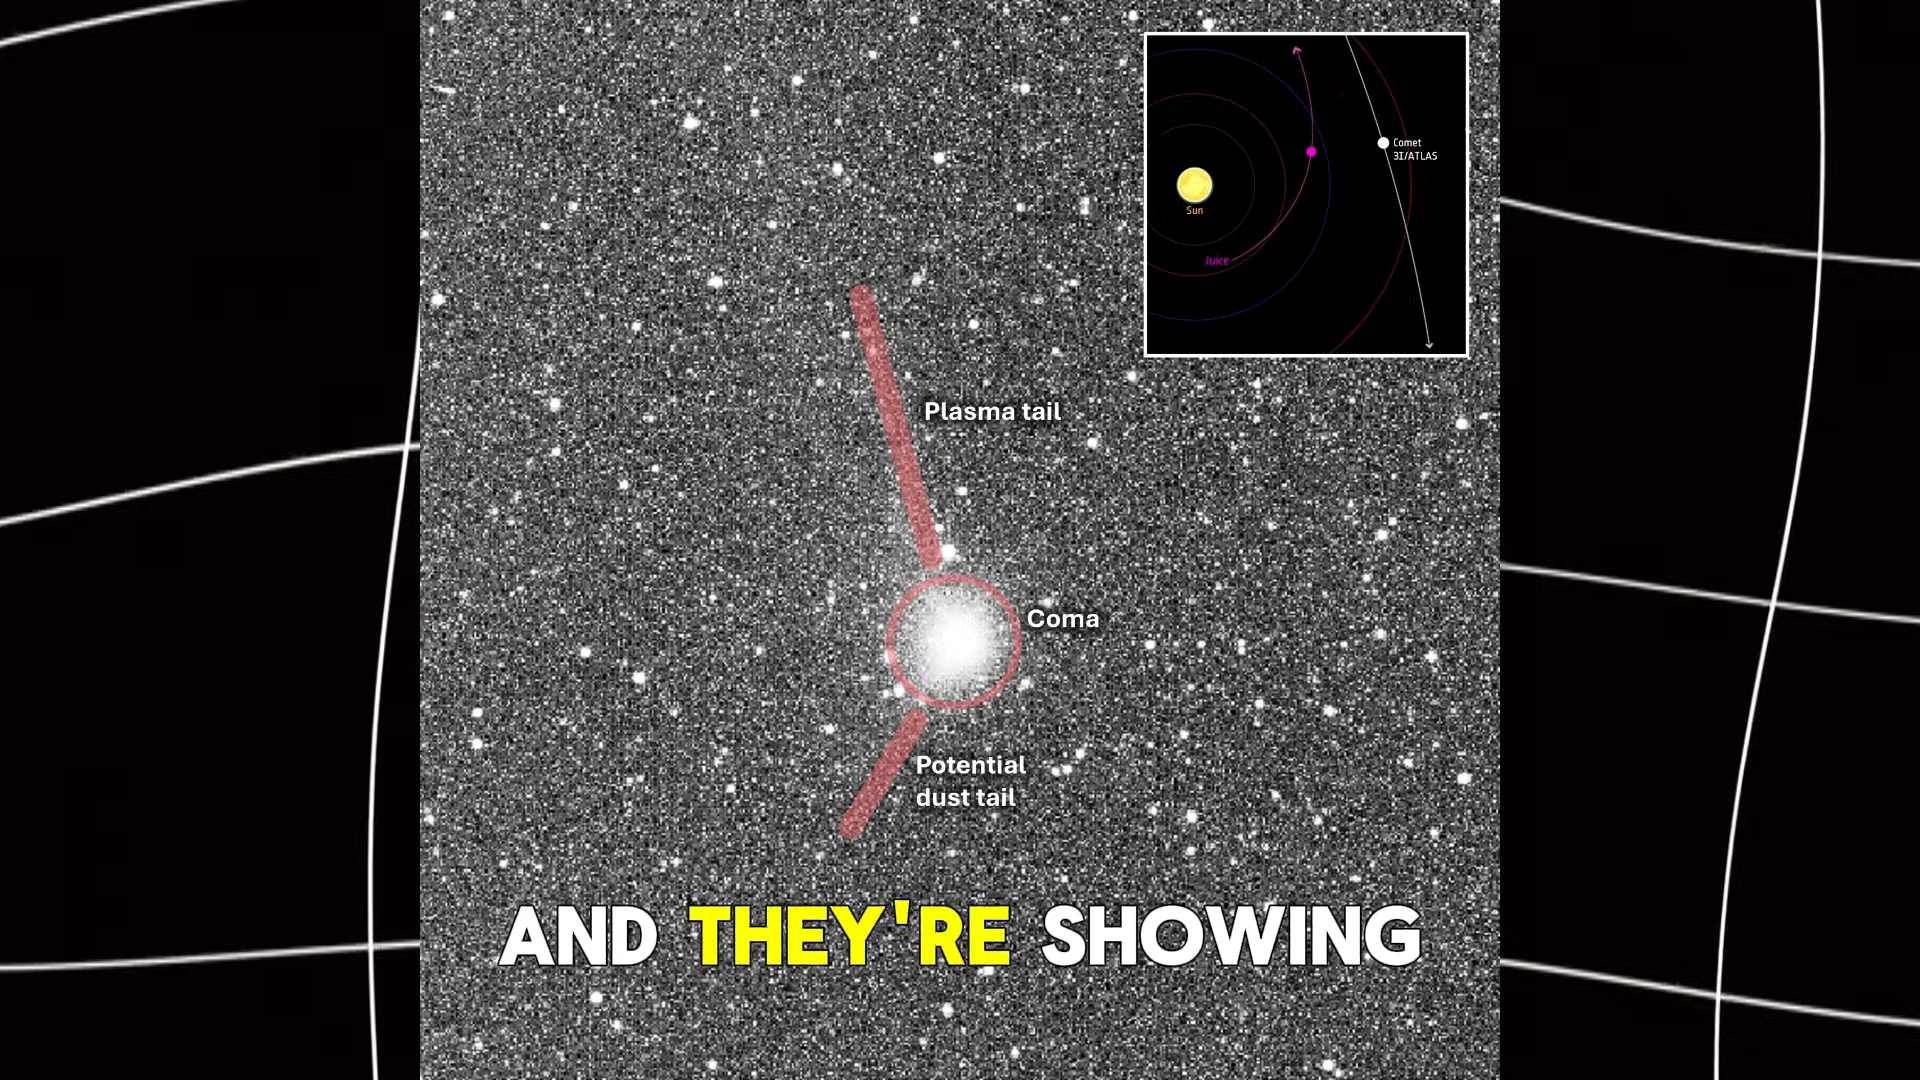 Comet
3I/ATLAS
Sun
Juice
Plasma tail
Coma
Potential
dust tail
AND THEY'RE SHOWING